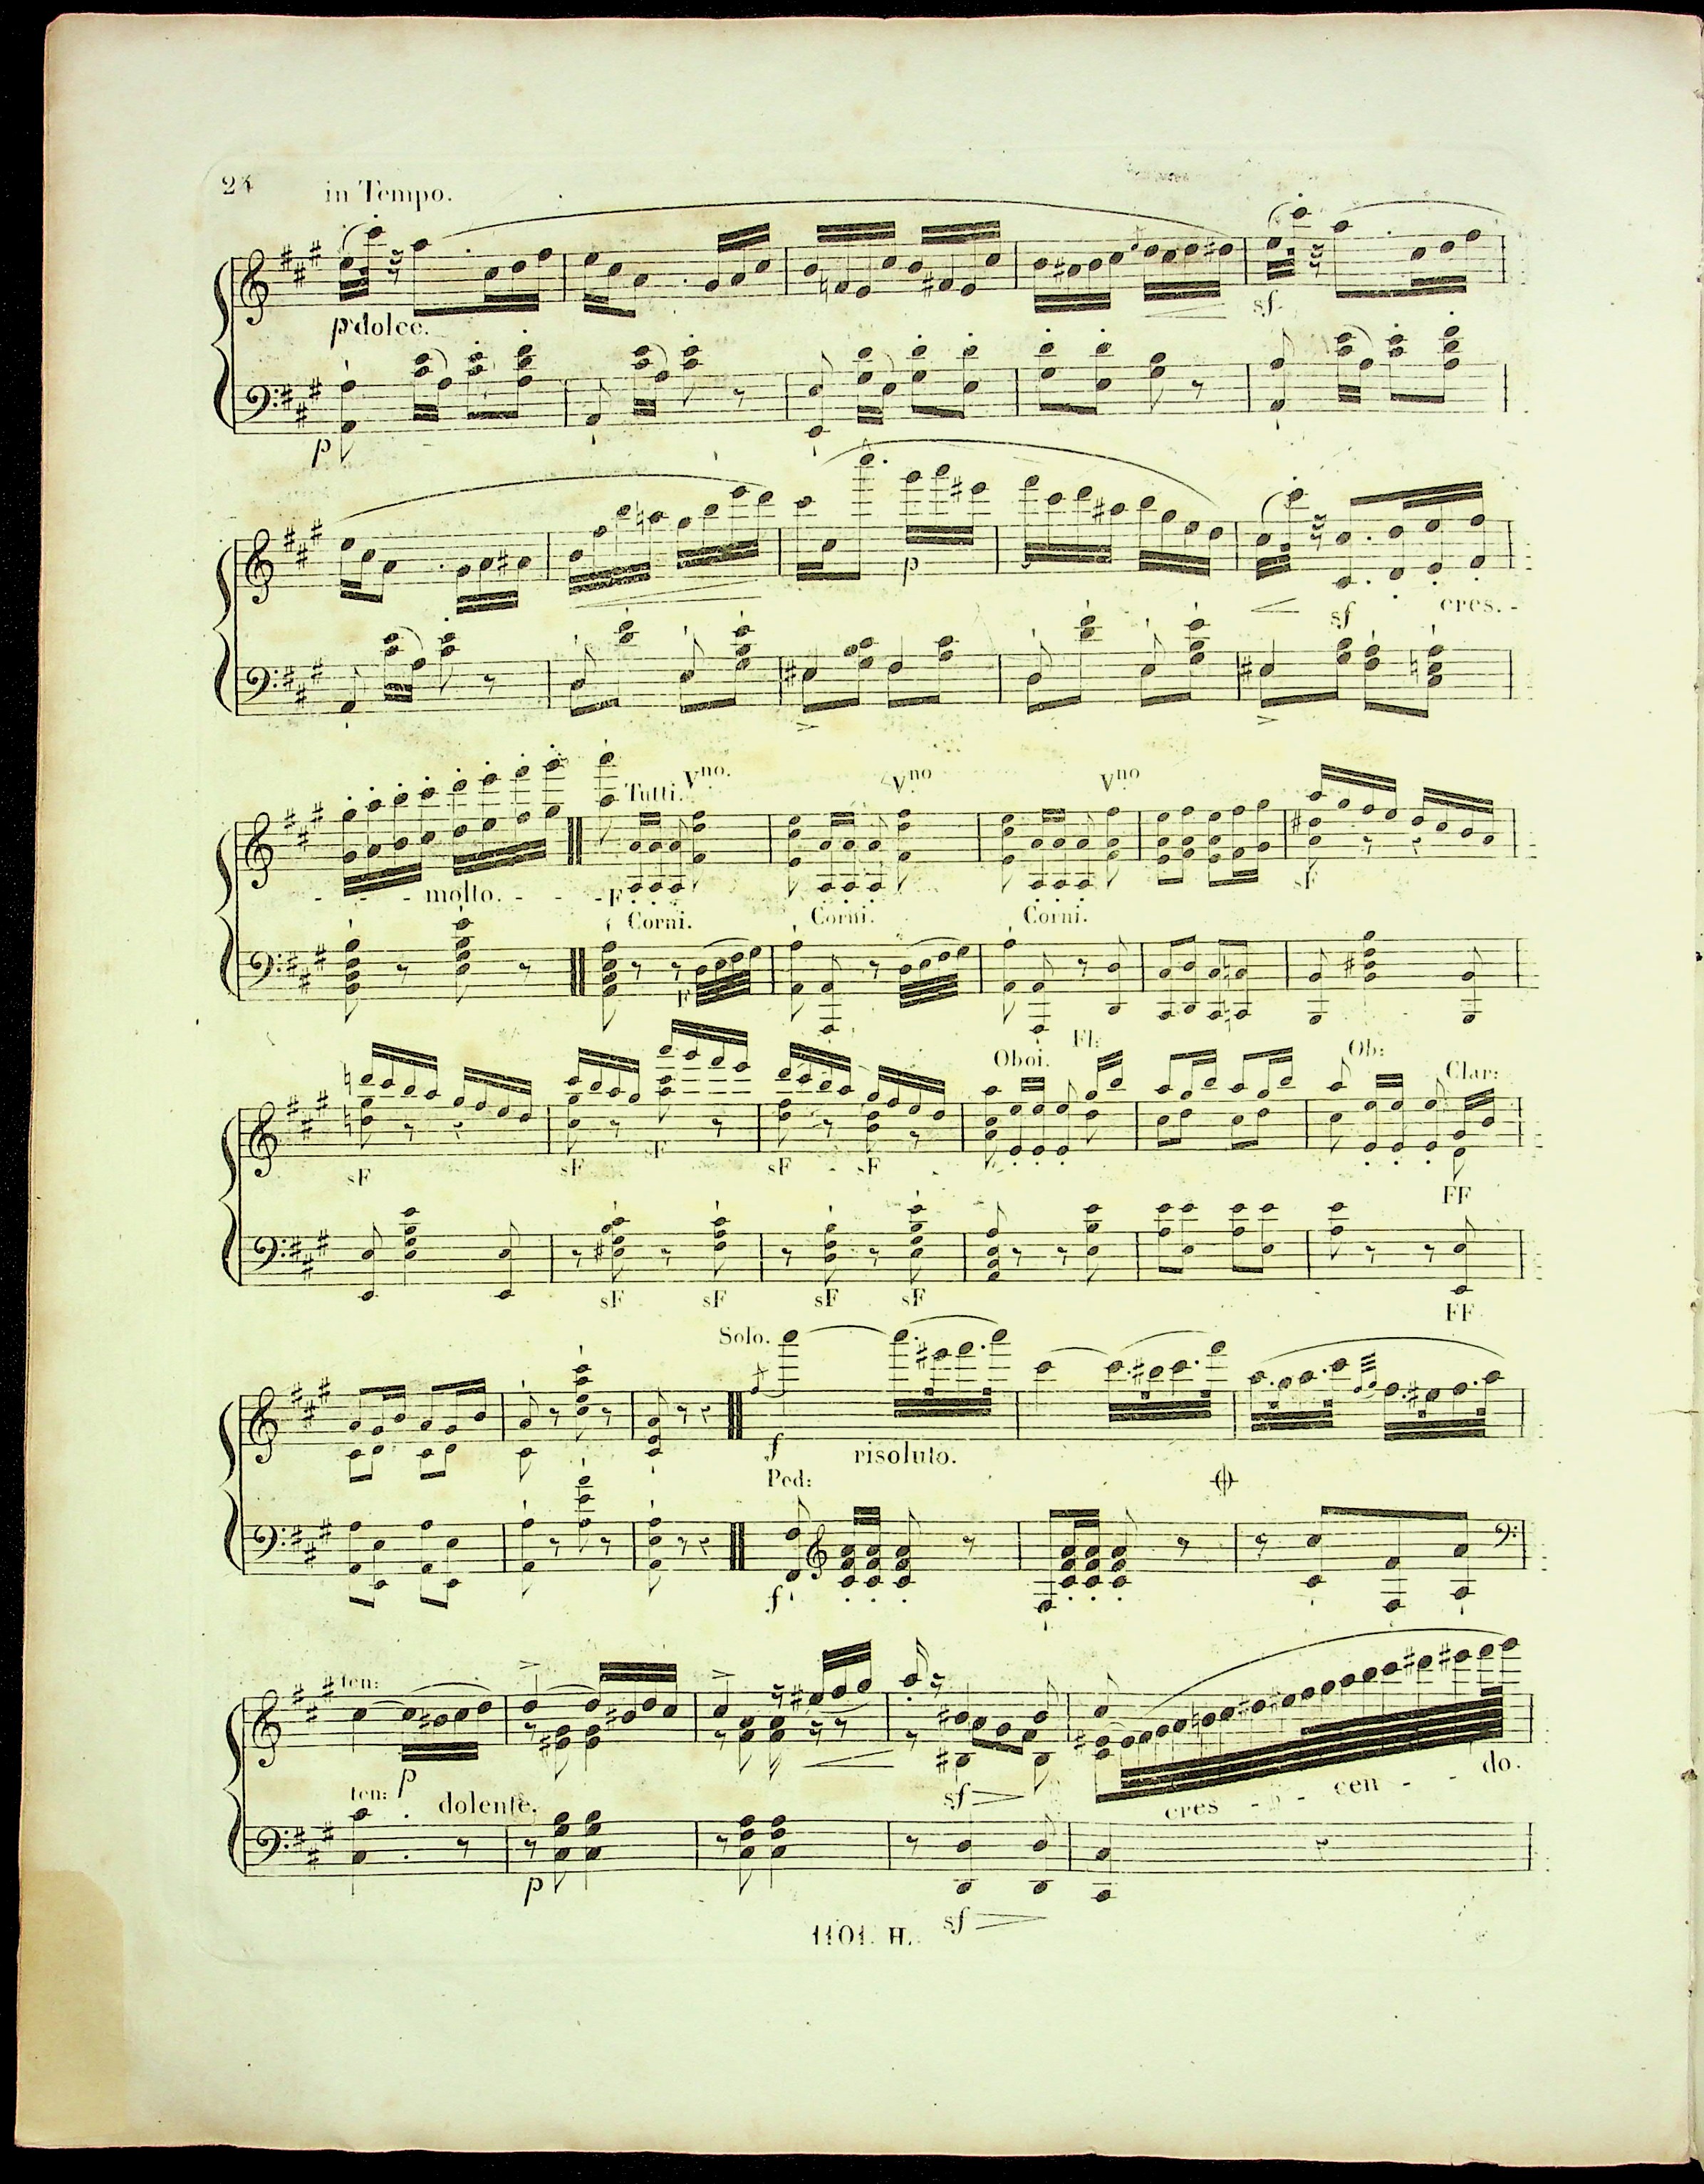 24 in Tempo.
p dolce. sf
p
p
sf cres. -
Tutti. Vno. Vno Vno
- - - molto. - - - F sF
Corni. Corni. Corni.
F
Oboi. Fl: Ob: Clar:
sF sF sF sF - sF FF
sF sF sF sF FF
Solo.
f risoluto.
Ped:
f
ten:
p sf
ten: dolente. cres - - cen - - do.
p
sf
1101. H.